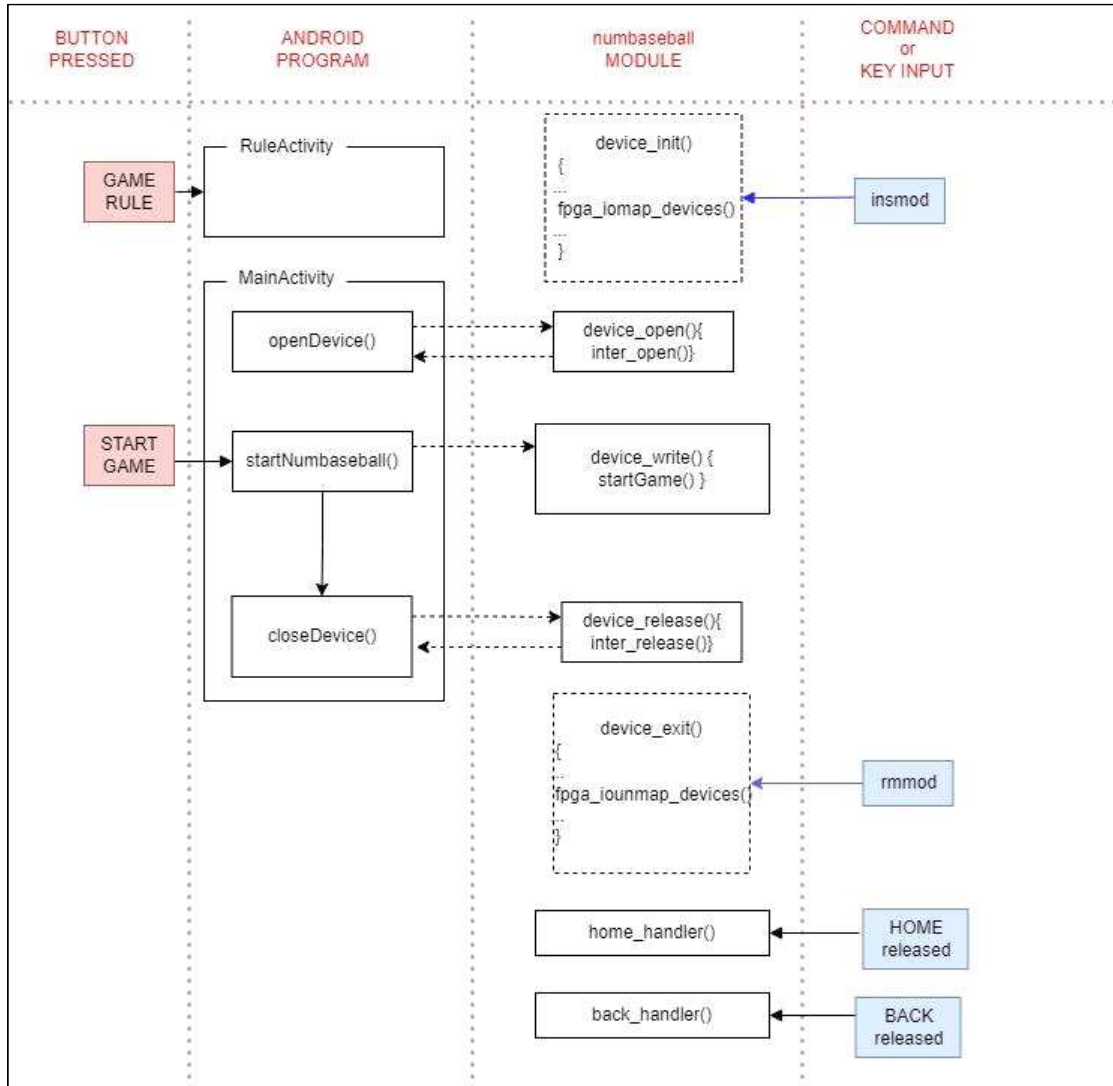 BUTTON
PRESSED
ANDROID
PROGRAM
numbaseball
MODULE
COMMAND
or
KEY INPUT
GAME
RULE
RuleActivity
device_init()
{
...
fpga_iomap_devices()
...
}
insmod
MainActivity
openDevice()
device_open(){
inter_open()}
START
GAME
startNumbaseball()
device_write() {
startGame() }
closeDevice()
device_release(){
inter_release()}
device_exit()
{
...
fpga_iounmap_devices()
...
}
rmmod
home_handler()
HOME
released
back_handler()
BACK
released